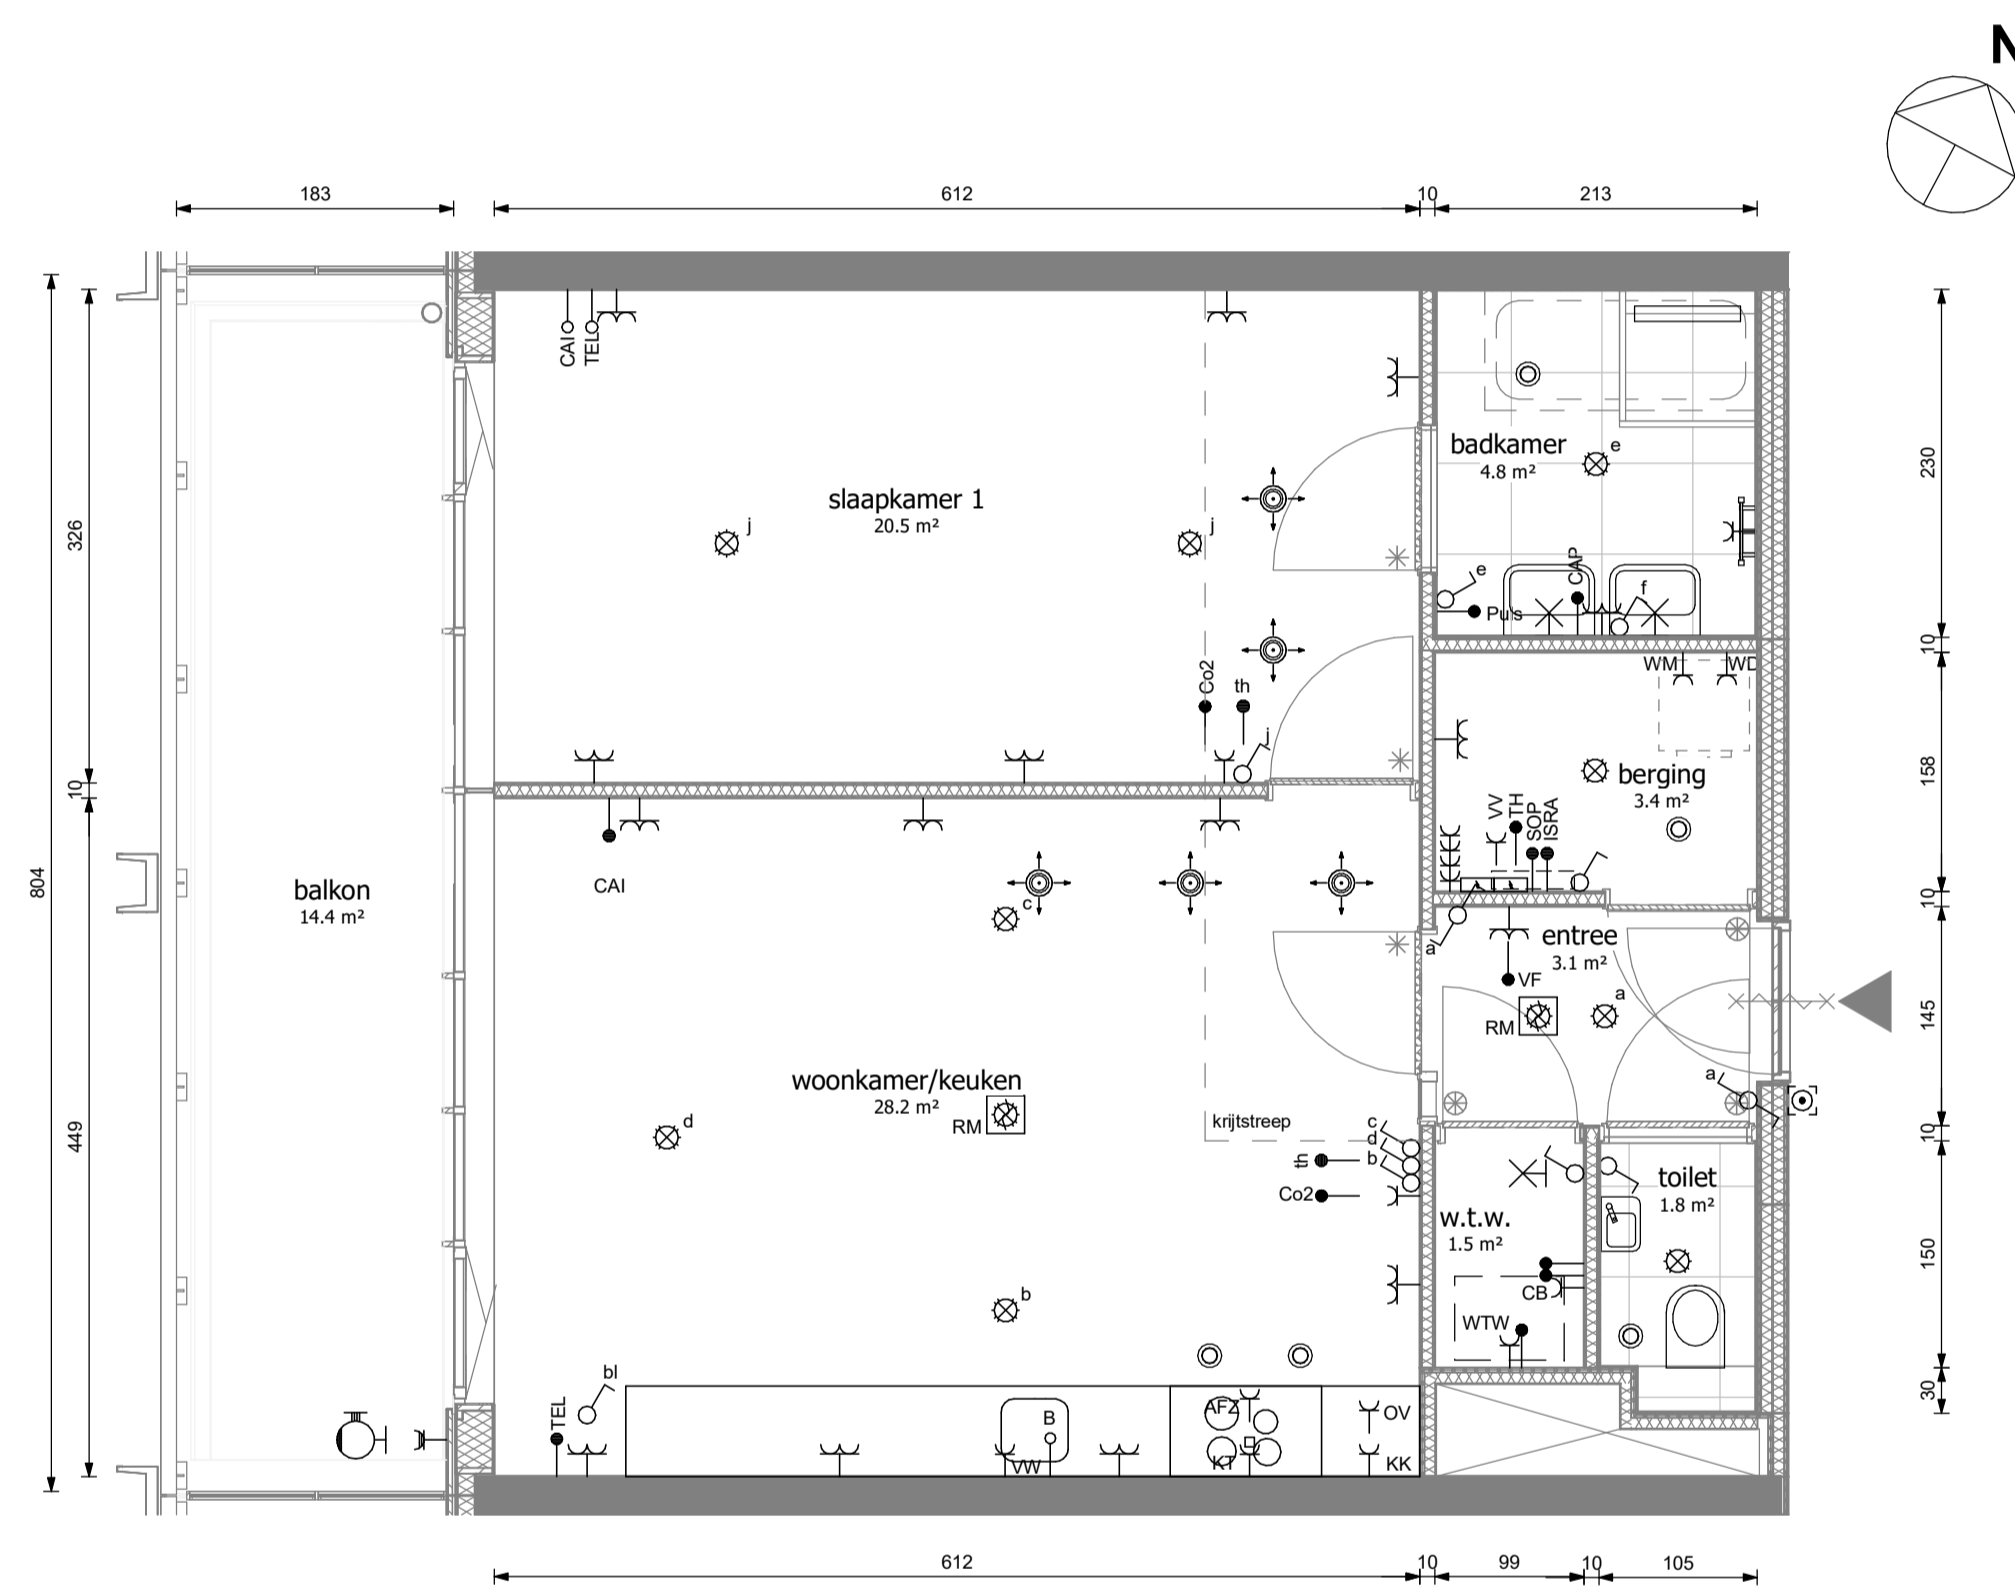 N
183
612
10
213
CAI
TEL
badkamer
4.8 m²
e
slaapkamer 1
20.5 m²
j
j
e
CAP
f
Pu's
230
326
10
Co2
th
j
WM
WD
berging
3.4 m²
158
10
VV
TH
SOP
ISRA
CAI
804
balkon
14.4 m²
c
a
entree
3.1 m²
VF
RM
a
10
145
woonkamer/keuken
28.2 m²
RM
d
krijtstreep
c
d
b
th
Co2
a
449
10
toilet
1.8 m²
w.t.w.
1.5 m²
CB
WTW
150
b
bl
TEL
B
VW
AFZ
KT
OV
KK
30
612
10
99
10
105